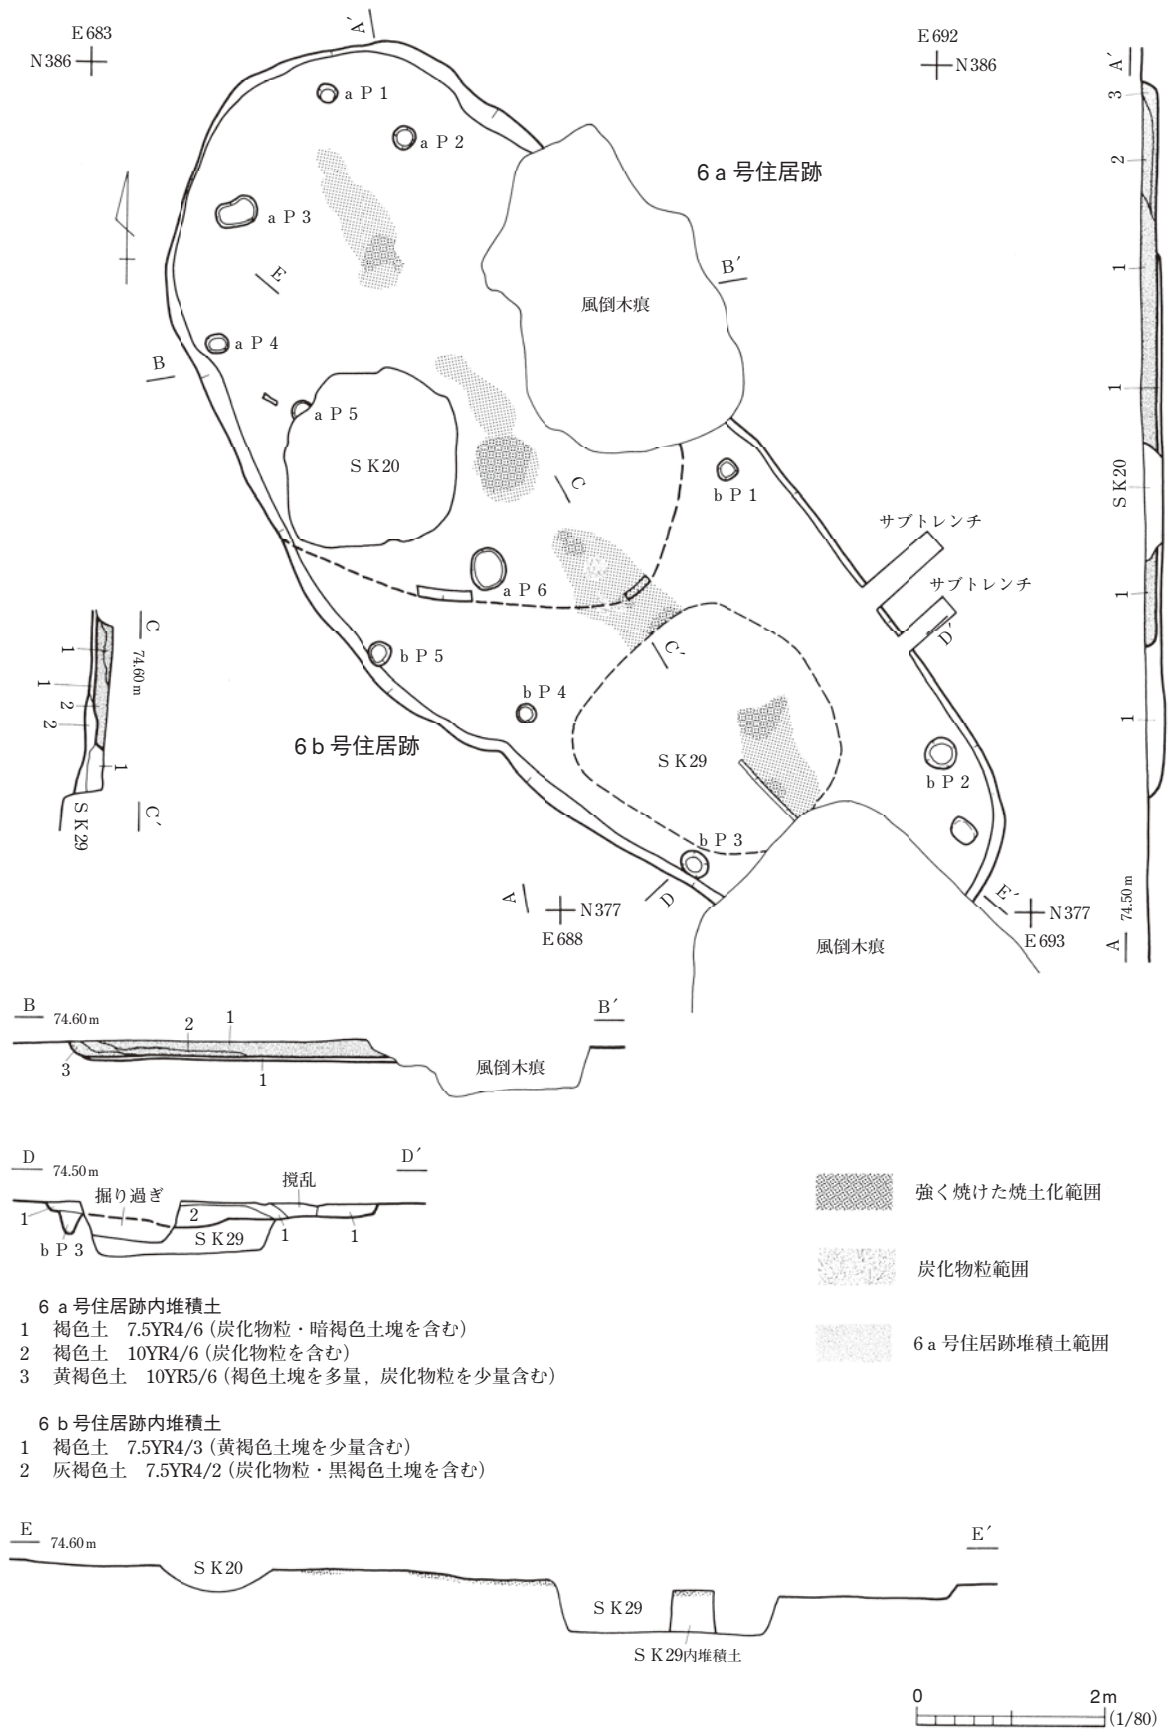 E683
N386
A′
E692
N386
A′
3
2
1
1
SK20
1
1
A
74.50m
aP1
aP2
6a号住居跡
aP3
E
B′
風倒木痕
aP4
B
aP5
SK20
C
bP1
サブトレンチ
サブトレンチ
D′
aP6
C′
bP5
bP4
6b号住居跡
SK29
bP2
bP3
D
A
N377
E688
E′
N377
E693
風倒木痕
C
74.60m
1
1
2
2
1
SK29
C′
B
74.60m
2
1
B′
3
1
風倒木痕
D
74.50m
D′
掘り過ぎ
攪乱
1
2
SK29
1
1
bP3
強く焼けた焼土化範囲
炭化物粒範囲
6a号住居跡堆積土範囲
6a号住居跡内堆積土
1 褐色土 7.5YR4/6(炭化物粒・暗褐色土塊を含む)
2 褐色土 10YR4/6(炭化物粒を含む)
3 黄褐色土 10YR5/6(褐色土塊を多量,炭化物粒を少量含む)
6b号住居跡内堆積土
1 褐色土 7.5YR4/3(黄褐色土塊を少量含む)
2 灰褐色土 7.5YR4/2(炭化物粒・黒褐色土塊を含む)
E
74.60m
E′
SK20
SK29
SK29内堆積土
0 2m
(1/80)